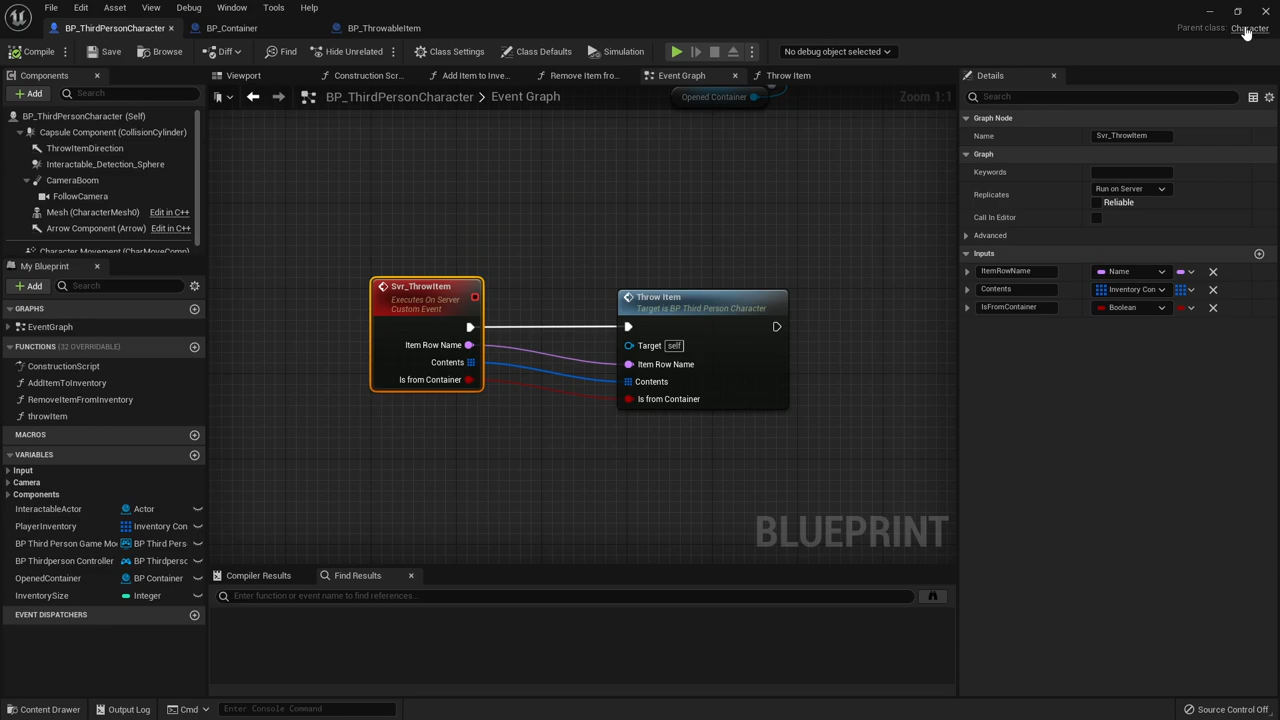 File Edit Asset View Debug Window Tools Help
BP_ThirdPersonCharacter BP_Container BP_ThrowableItem
Parent class: Character
Compile Save Browse Diff Find Hide Unrelated Class Settings Class Defaults Simulation No debug object selected
Components
Viewport Construction Scr... Add Item to Inve... Remove Item fro... Event Graph Throw Item
Details
Add Search
BP_ThirdPersonCharacter Event Graph
Zoom 1:1
Opened Container
Search
BP_ThirdPersonCharacter (Self)
Capsule Component (CollisionCylinder)
ThrowItemDirection
Interactable_Detection_Sphere
CameraBoom
FollowCamera
Mesh (CharacterMesh0) Edit in C++
Arrow Component (Arrow) Edit in C++
Character Movement (CharMoveComp)
My Blueprint
Add Search
GRAPHS
EventGraph
FUNCTIONS (32 OVERRIDABLE)
ConstructionScript
AddItemToInventory
RemoveItemFromInventory
throwItem
MACROS
VARIABLES
Input
Camera
Components
InteractableActor Actor
PlayerInventory Inventory Con
BP Third Person Game Mo BP Third Pers
BP Thirdperson Controller BP Thirdpersc
OpenedContainer BP Container
InventorySize Integer
EVENT DISPATCHERS
Svr_ThrowItem
Executes On Server
Custom Event
Item Row Name
Contents
Is from Container
Throw Item
Target is BP Third Person Character
Target self
Item Row Name
Contents
Is from Container
BLUEPRINT
Graph Node
Name Svr_ThrowItem
Graph
Keywords
Replicates Run on Server
Reliable
Call In Editor
Advanced
Inputs
ItemRowName Name
Contents Inventory Con
IsFromContainer Boolean
Compiler Results Find Results
Enter function or event name to find references...
Content Drawer Output Log Cmd Enter Console Command
Source Control Off